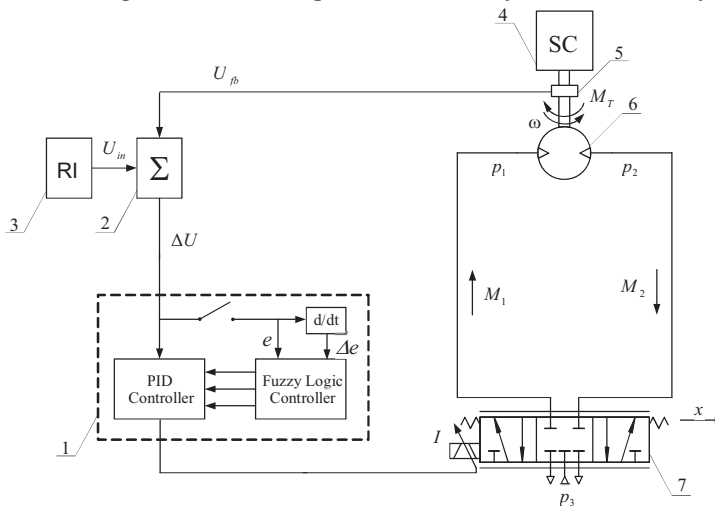 4
SC
5
U_fb
M_T
6
ω
RI
U_in
Σ
p_1
p_2
3
2
ΔU
M_1
M_2
d/dt
e
Δe
PID
Controller
Fuzzy Logic
Controller
x
1
I
7
p_3